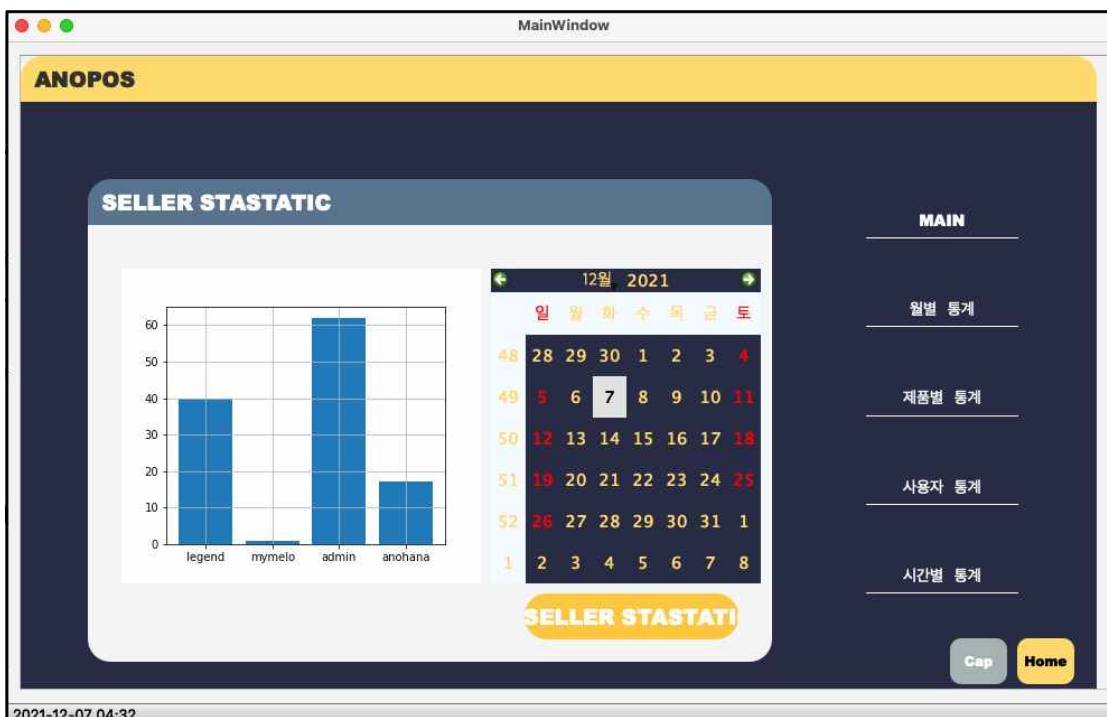 MainWindow
ANOPOS
SELLER STASTATIC
60
50
40
30
20
10
0
legend mymelo admin anohana
12월, 2021
일 월 화 수 목 금 토
48 28 29 30 1 2 3 4
49 5 6 7 8 9 10 11
50 12 13 14 15 16 17 18
51 19 20 21 22 23 24 25
52 26 27 28 29 30 31 1
1 2 3 4 5 6 7 8
SELLER STASTATI
MAIN
월별 통계
제품별 통계
사용자 통계
시간별 통계
Cap Home
2021-12-07 04:32